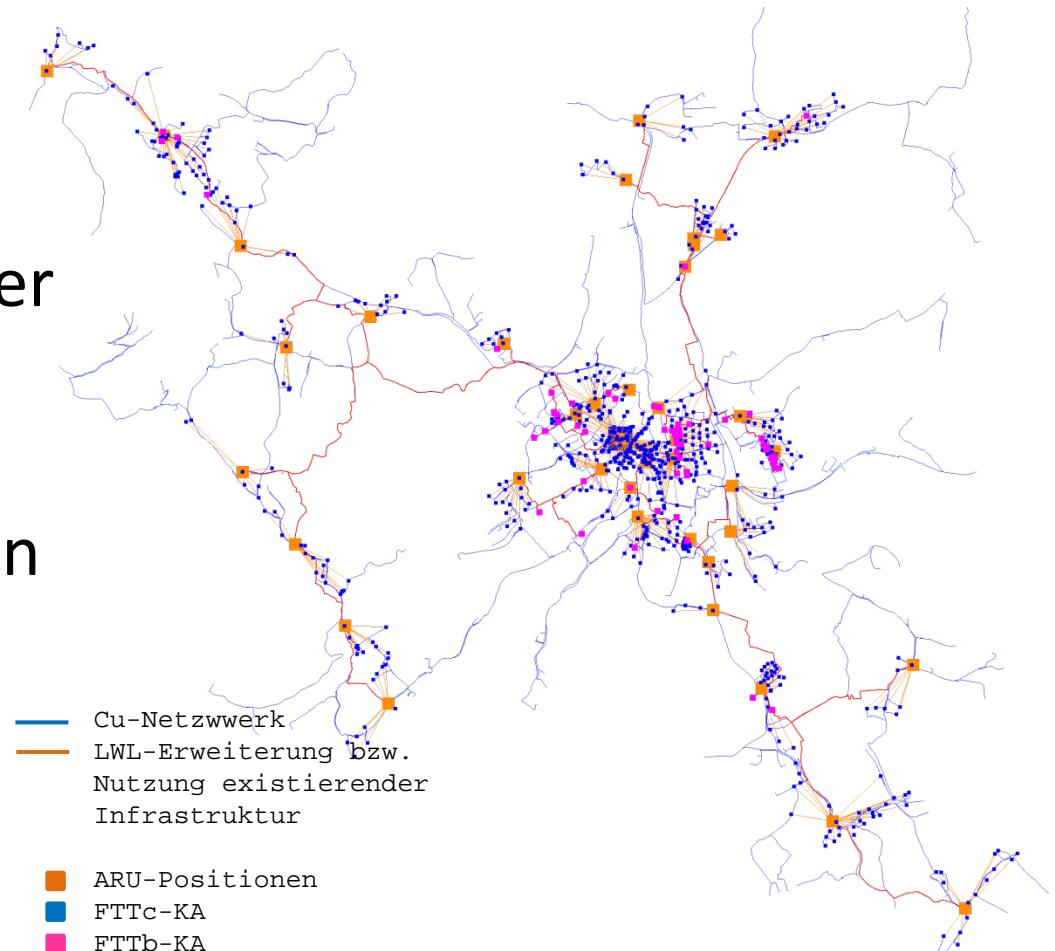 er
n
Cu-Netzwwerk
LWL-Erweiterung bzw.
Nutzung existierender
Infrastruktur
ARU-Positionen
FTTc-KA
FTTb-KA